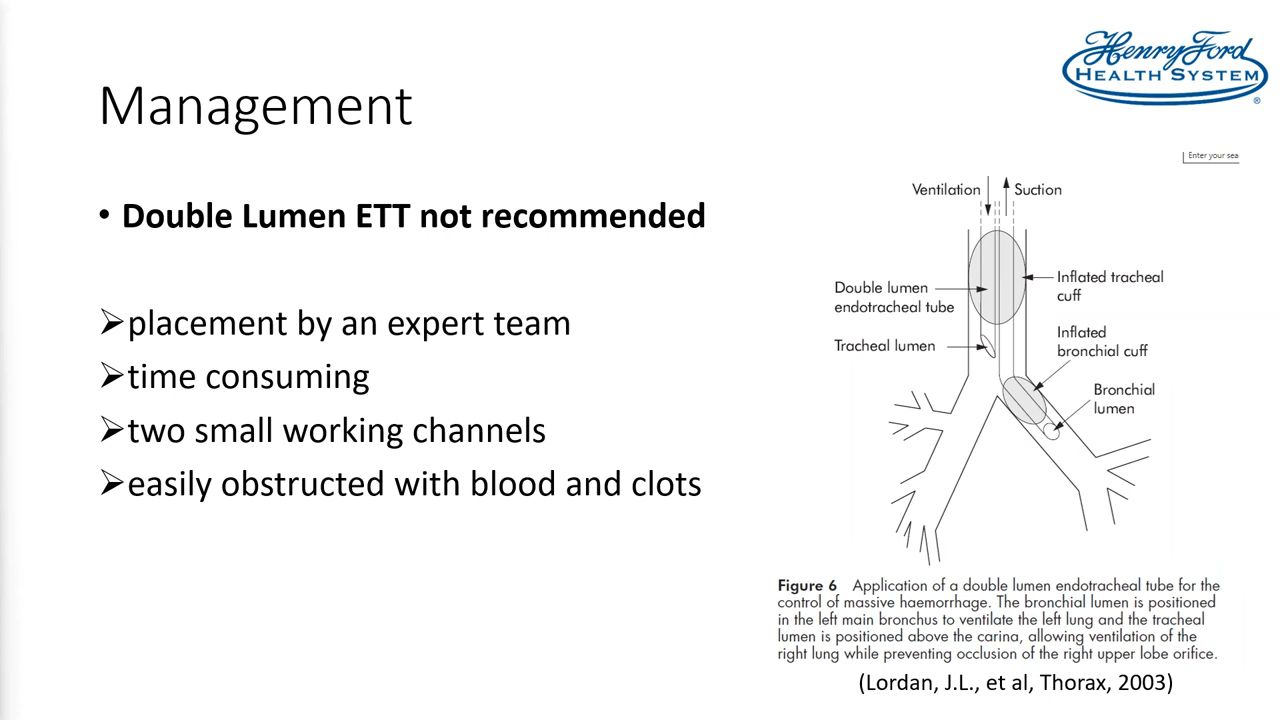 Henry Ford
HEALTH SYSTEM
®
Management
Enter your sea
• Double Lumen ETT not recommended
➢placement by an expert team
➢time consuming
➢two small working channels
➢easily obstructed with blood and clots
Ventilation
Suction
Double lumen
endotracheal tube
Inflated tracheal
cuff
Tracheal lumen
Inflated
bronchial cuff
Bronchial
lumen
Figure 6 Application of a double lumen endotracheal tube for the
control of massive haemorrhage. The bronchial lumen is positioned
in the left main bronchus to ventilate the left lung and the tracheal
lumen is positioned above the carina, allowing ventilation of the
right lung while preventing occlusion of the right upper lobe orifice.
(Lordan, J.L., et al, Thorax, 2003)